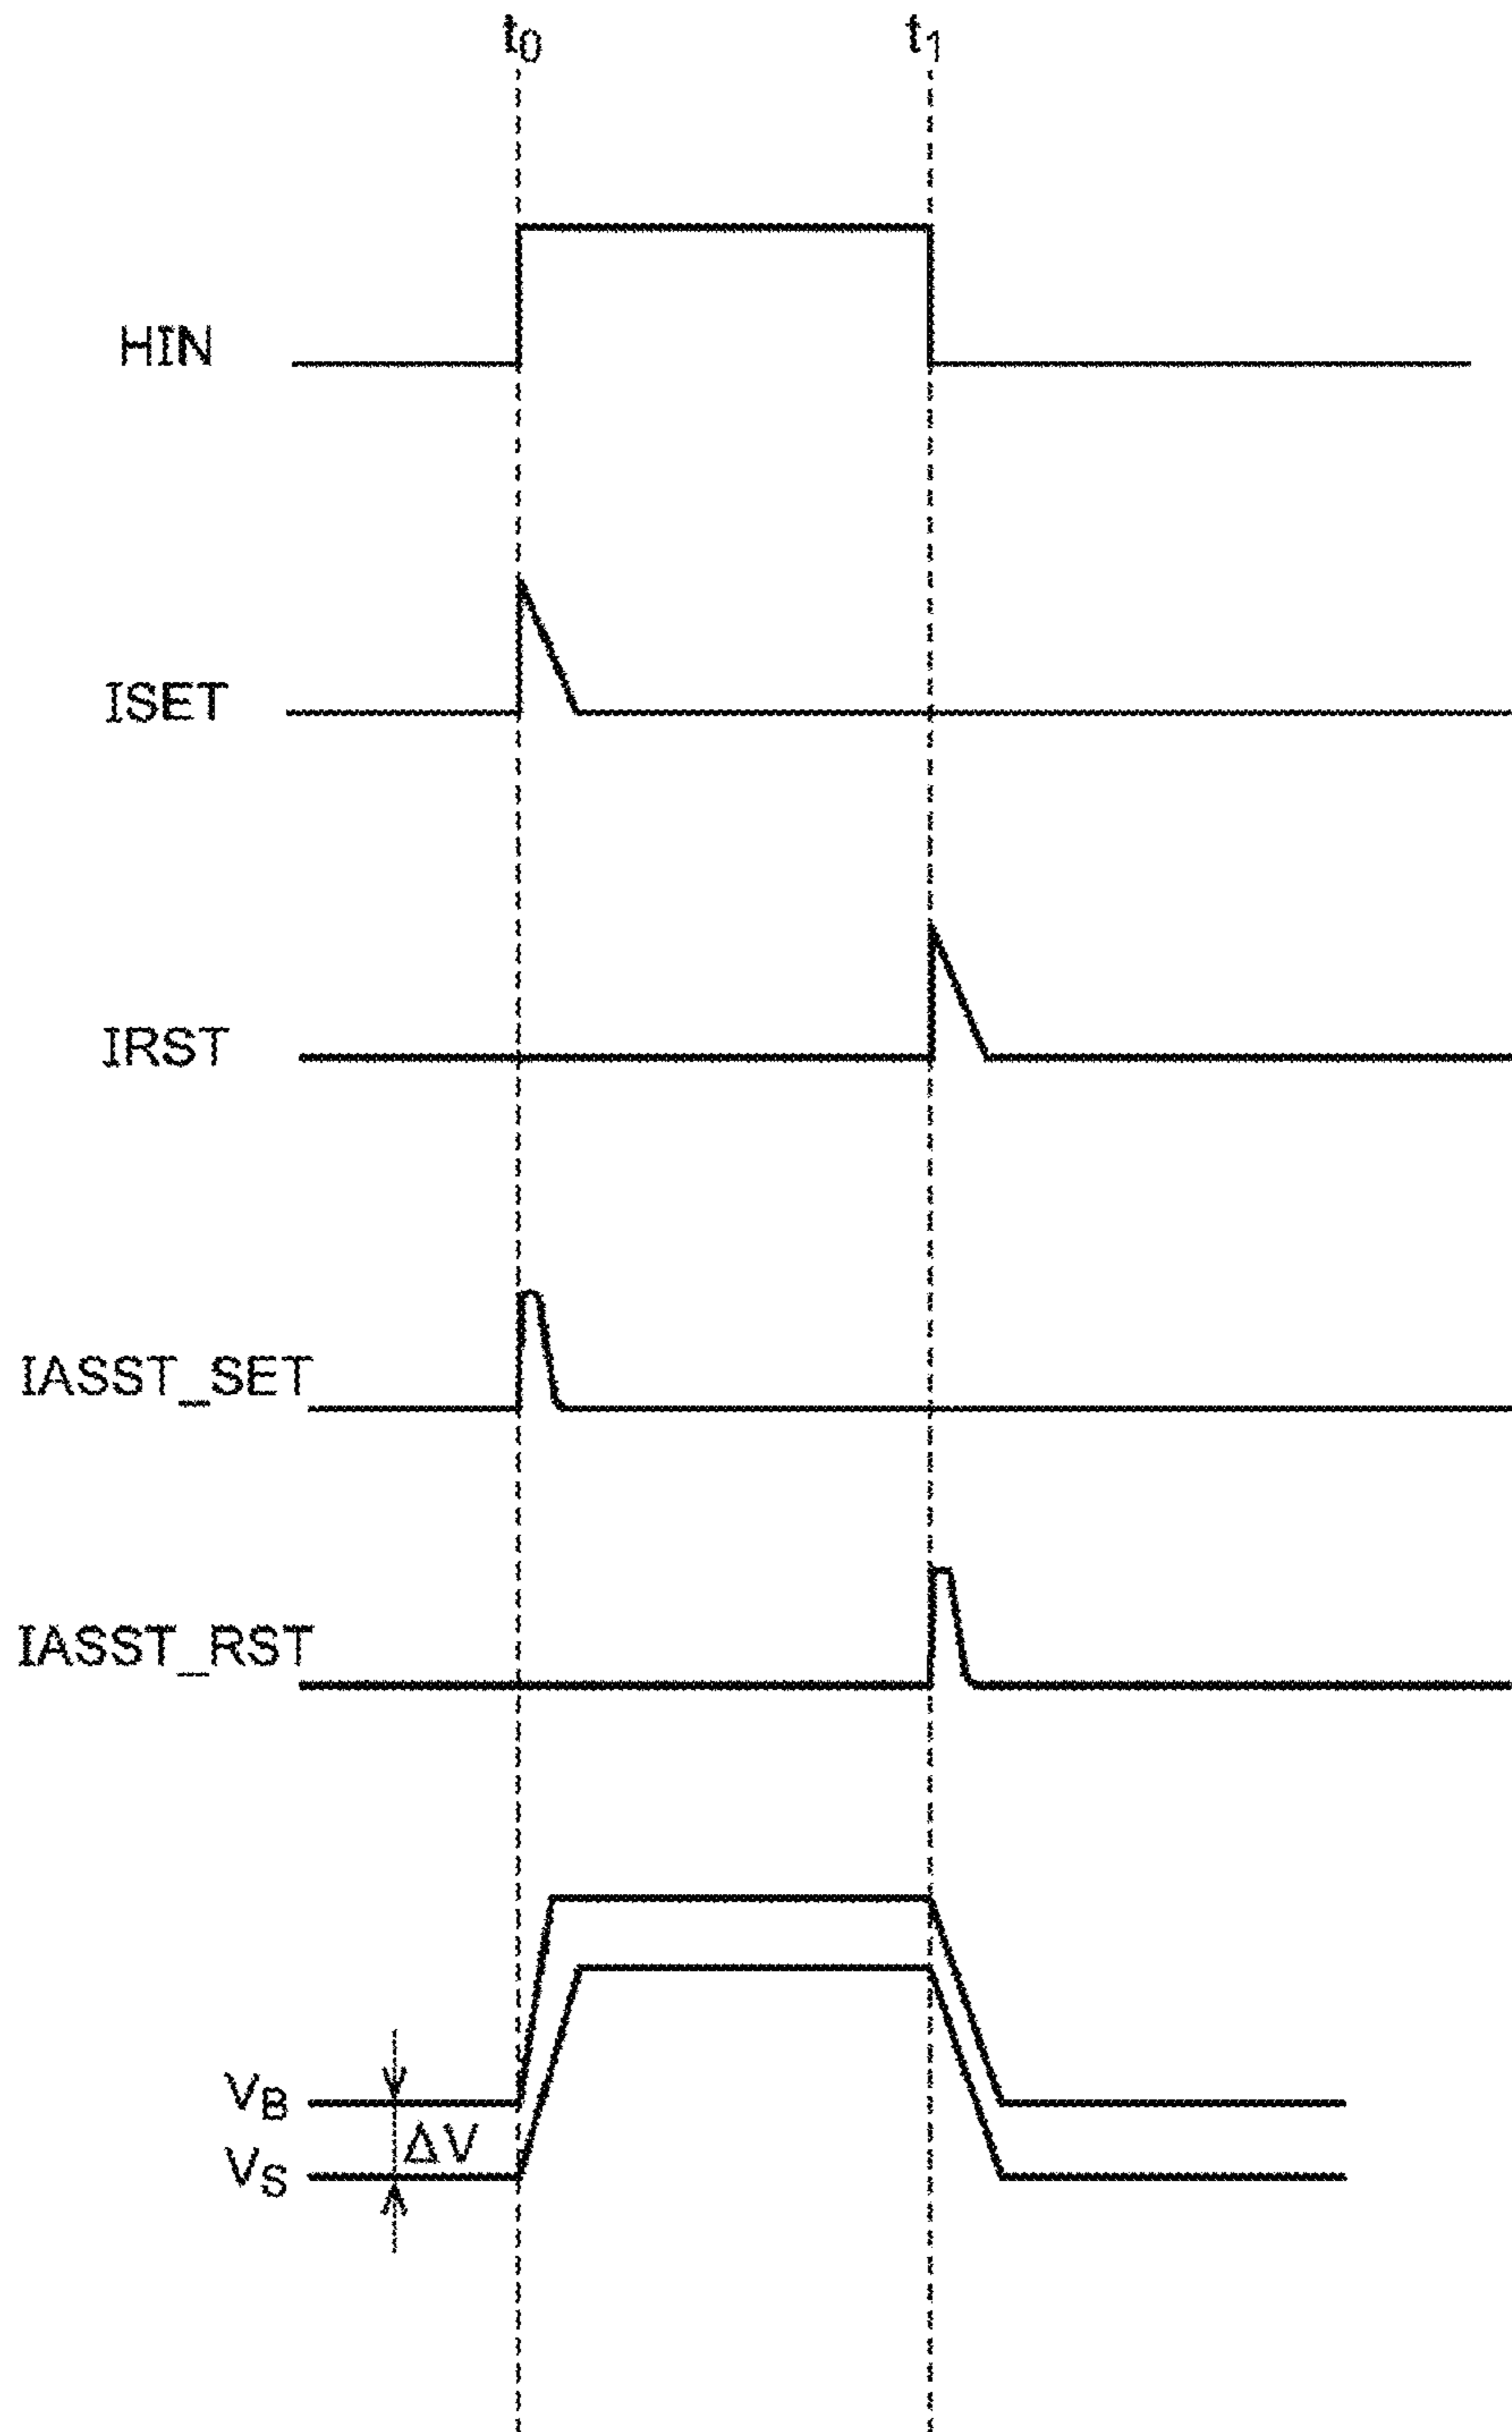 t0 t1
HIN
ISET
IRST
IASST_SET
IASST_RST
VB
ΔV
VS